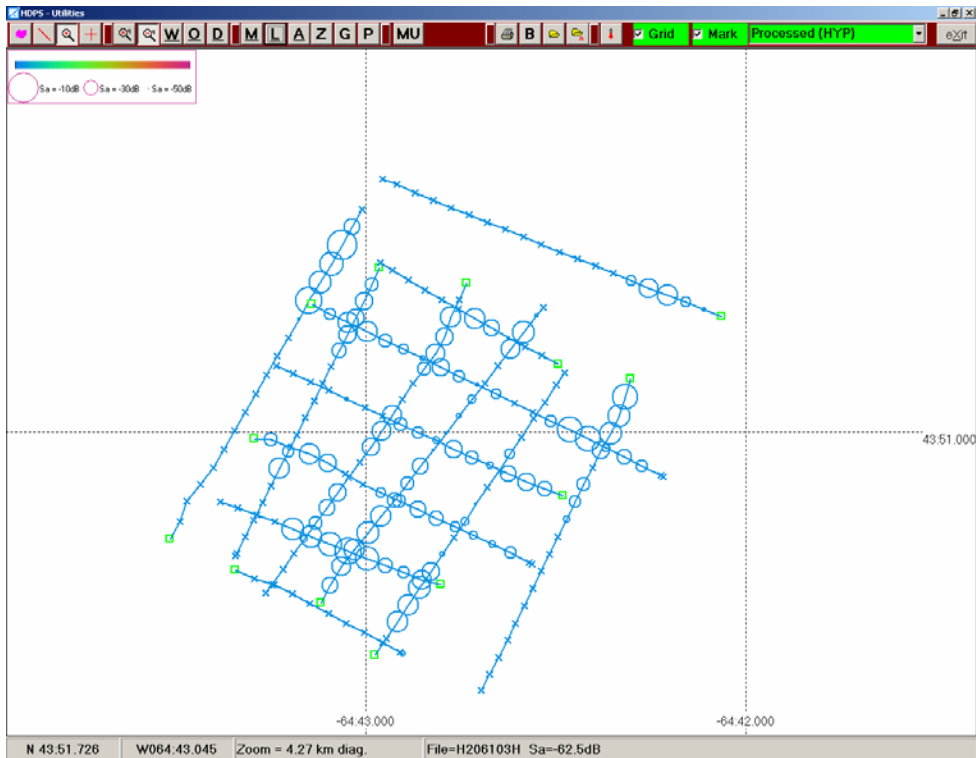 HDPS - Utilities
W O D M L A Z G P MU B Grid Mark Processed (HYP) eXit
Sa = -10dB Sa = -30dB Sa = -50dB
43:51.000
-64:43.000 -64:42.000
N 43:51.726 W064:43.045 Zoom = 4.27 km diag. File=H206103H Sa=-62.5dB